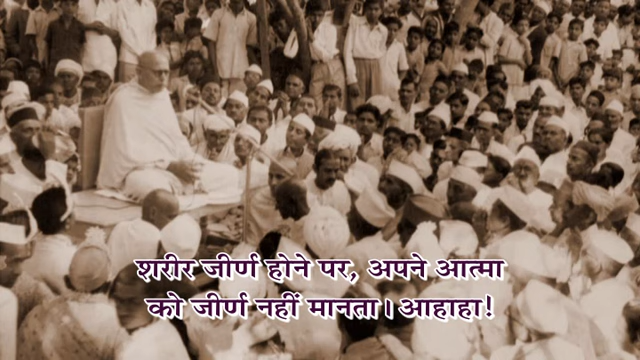 शरीर जीर्ण होने पर, अपने आत्मा
को जीर्ण नहीं मानता। आहाहा!